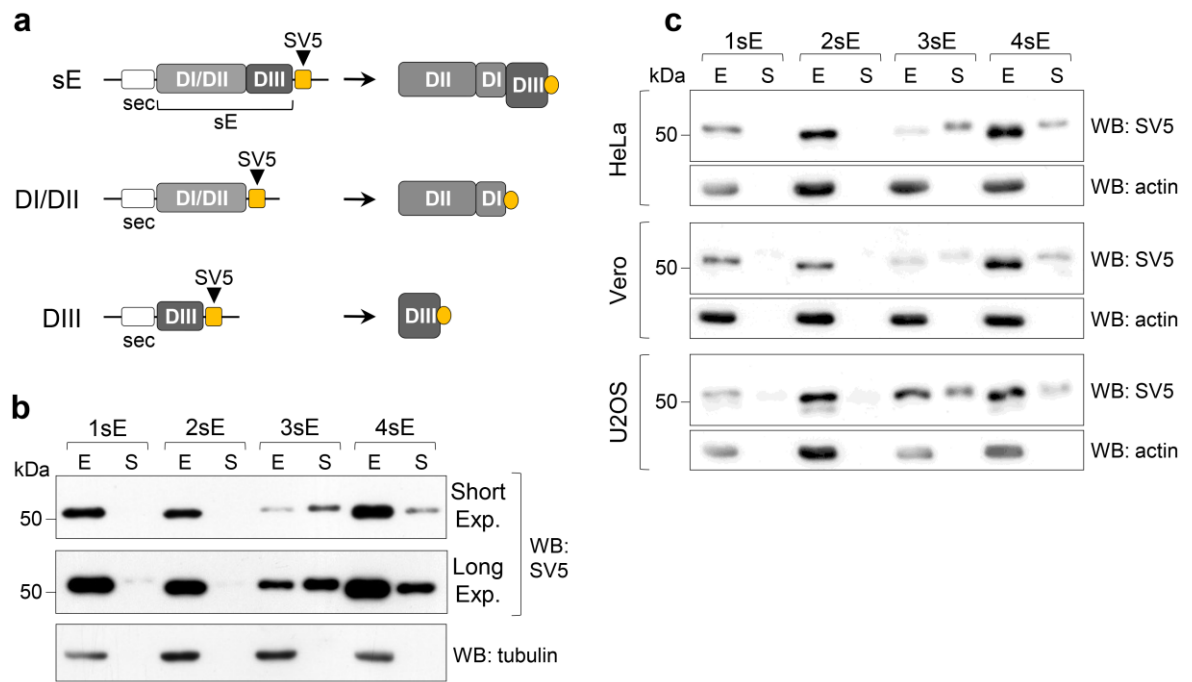 a
SV5
sE
DI/DII
DIII
sec
sE
DII
DI
DIII
SV5
DI/DII
DI/DII
sec
DII
DI
SV5
DIII
DIII
sec
DIII
b
1sE 2sE 3sE 4sE
kDa E S E S E S E S
50
Short
Exp.
50
Long
Exp.
WB:
SV5
WB: tubulin
c
1sE 2sE 3sE 4sE
kDa E S E S E S E S
HeLa
50
WB: SV5
WB: actin
Vero
50
WB: SV5
WB: actin
U2OS
50
WB: SV5
WB: actin